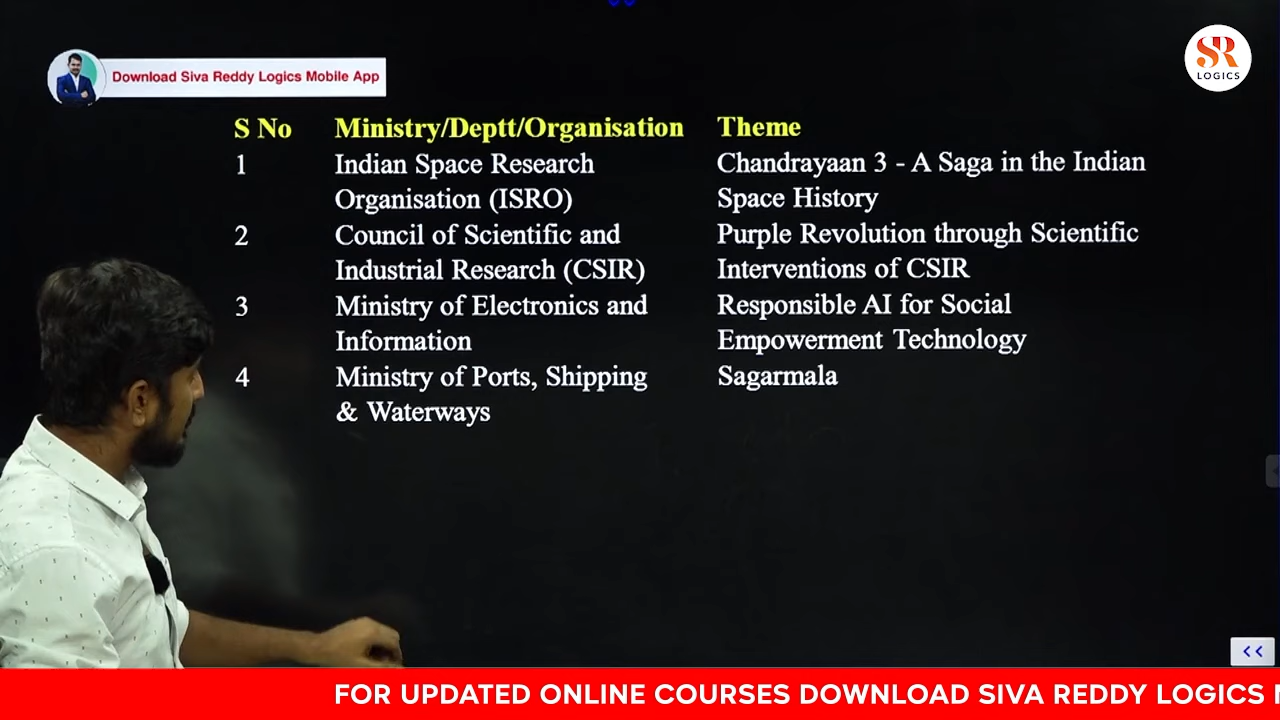 Download Siva Reddy Logics Mobile App
SR
LOGICS
S No Ministry/Deptt/Organisation Theme
1 Indian Space Research Chandrayaan 3 - A Saga in the Indian
Organisation (ISRO) Space History
2 Council of Scientific and Purple Revolution through Scientific
Industrial Research (CSIR) Interventions of CSIR
3 Ministry of Electronics and Responsible AI for Social
Information Empowerment Technology
4 Ministry of Ports, Shipping Sagarmala
& Waterways
<<
FOR UPDATED ONLINE COURSES DOWNLOAD SIVA REDDY LOGICS